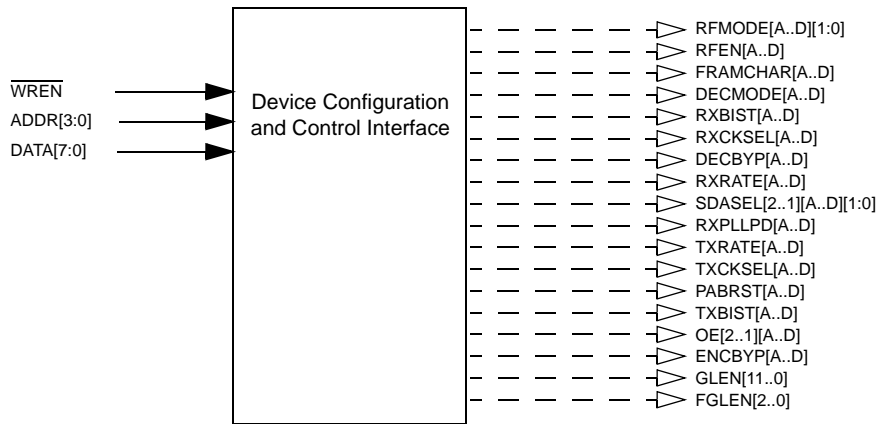 WREN
ADDR[3:0]
DATA[7:0]
Device Configuration
and Control Interface
RFMODE[A..D][1:0]
RFEN[A..D]
FRAMCHAR[A..D]
DECMODE[A..D]
RXBIST[A..D]
RXCKSEL[A..D]
DECBYP[A..D]
RXRATE[A..D]
SDASEL[2..1][A..D][1:0]
RXPLLPD[A..D]
TXRATE[A..D]
TXCKSEL[A..D]
PABRST[A..D]
TXBIST[A..D]
OE[2..1][A..D]
ENCBYP[A..D]
GLEN[11..0]
FGLEN[2..0]